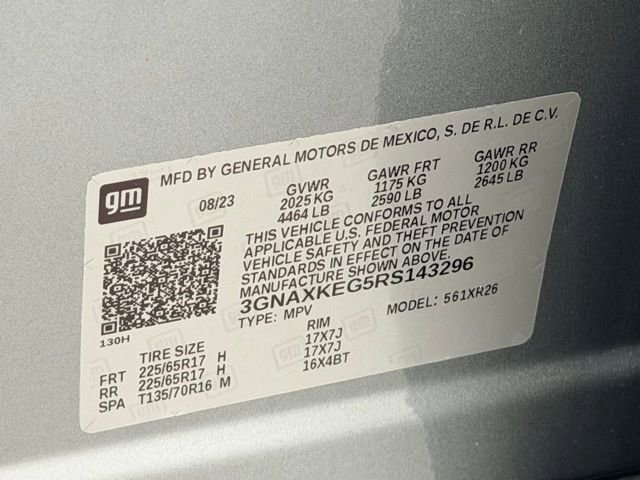 gm
MFD BY GENERAL MOTORS DE MEXICO, S. DE R.L. DE C.V.
08/23
GVWR GAWR FRT GAWR RR
2025 KG 1175 KG 1200 KG
4464 LB 2590 LB 2645 LB
THIS VEHICLE CONFORMS TO ALL
APPLICABLE U.S. FEDERAL MOTOR
VEHICLE SAFETY AND THEFT PREVENTION
STANDARDS IN EFFECT ON THE DATE OF
MANUFACTURE SHOWN ABOVE.
3GNAXKEG5RS143296
TYPE: MPV MODEL: 561XR26
130H
TIRE SIZE RIM
FRT 225/65R17 H 17X7J
RR 225/65R17 H 17X7J
SPA T135/70R16 M 16X4BT